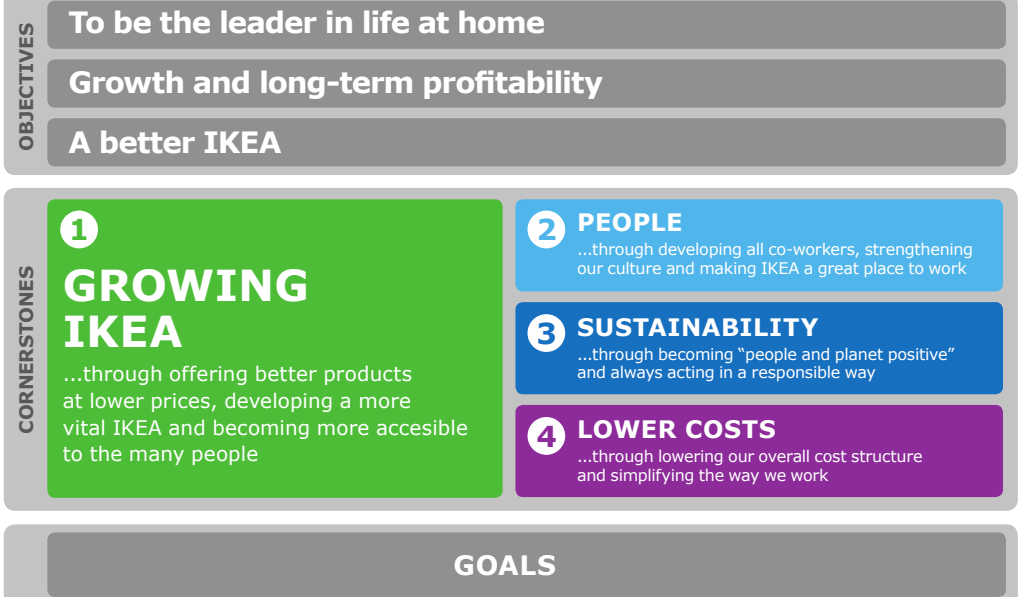 OBJECTIVES
To be the leader in life at home
Growth and long-term profitability
A better IKEA
CORNERSTONES
1
GROWING
IKEA
...through offering better products
at lower prices, developing a more
vital IKEA and becoming more accesible
to the many people
2 PEOPLE
...through developing all co-workers, strengthening
our culture and making IKEA a great place to work
3 SUSTAINABILITY
...through becoming “people and planet positive”
and always acting in a responsible way
4 LOWER COSTS
...through lowering our overall cost structure
and simplifying the way we work
GOALS